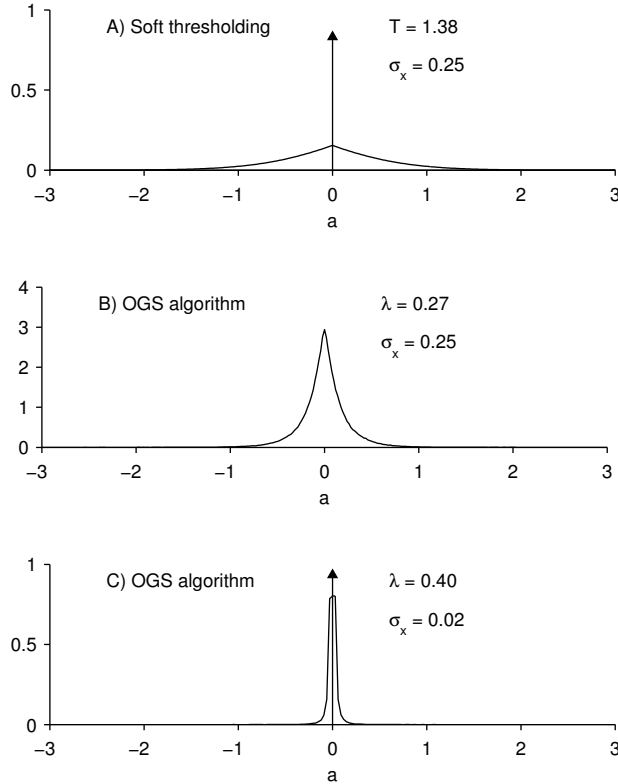 A) Soft thresholding
T = 1.38
σx = 0.25
1
0.5
0
−3 −2 −1 0 1 2 3
a
B) OGS algorithm
λ = 0.27
σx = 0.25
4
3
2
1
0
−3 −2 −1 0 1 2 3
a
C) OGS algorithm
λ = 0.40
σx = 0.02
1
0.5
0
−3 −2 −1 0 1 2 3
a